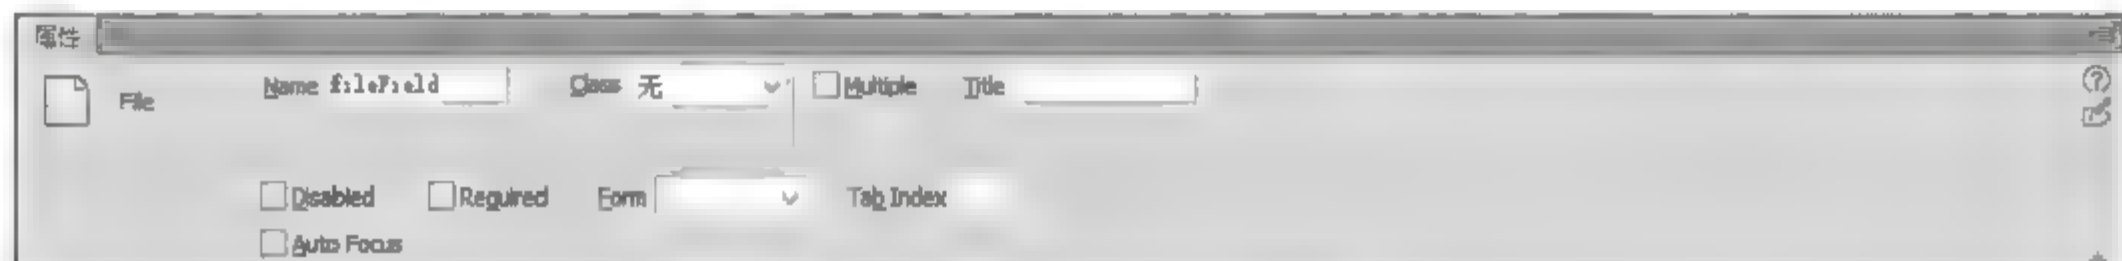 属性
File Name fileField Class 无 Multiple Title
Disabled Required Form Tab Index
Auto Focus